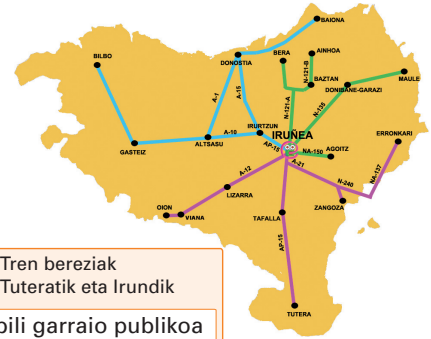 BAIONA
BILBO
DONOSTIA
BERA
AINHOA
N-121-B
BAZTAN
MAULE
DONIBANE-GARAZI
A-1
A-15
N-121-A
N-135
IRURTZUN
IRUÑEA
ERRONKARI
GASTEIZ
ALTSASU
A-10
AP-15
NA-150
AGOITZ
A-21
NA-137
A-12
N-240
LIZARRA
OION
VIANA
TAFALLA
ZANGOZA
AP-15
TUTERA
Tren bereziak
Tuteratik eta Irundik
bili garraio publikoa